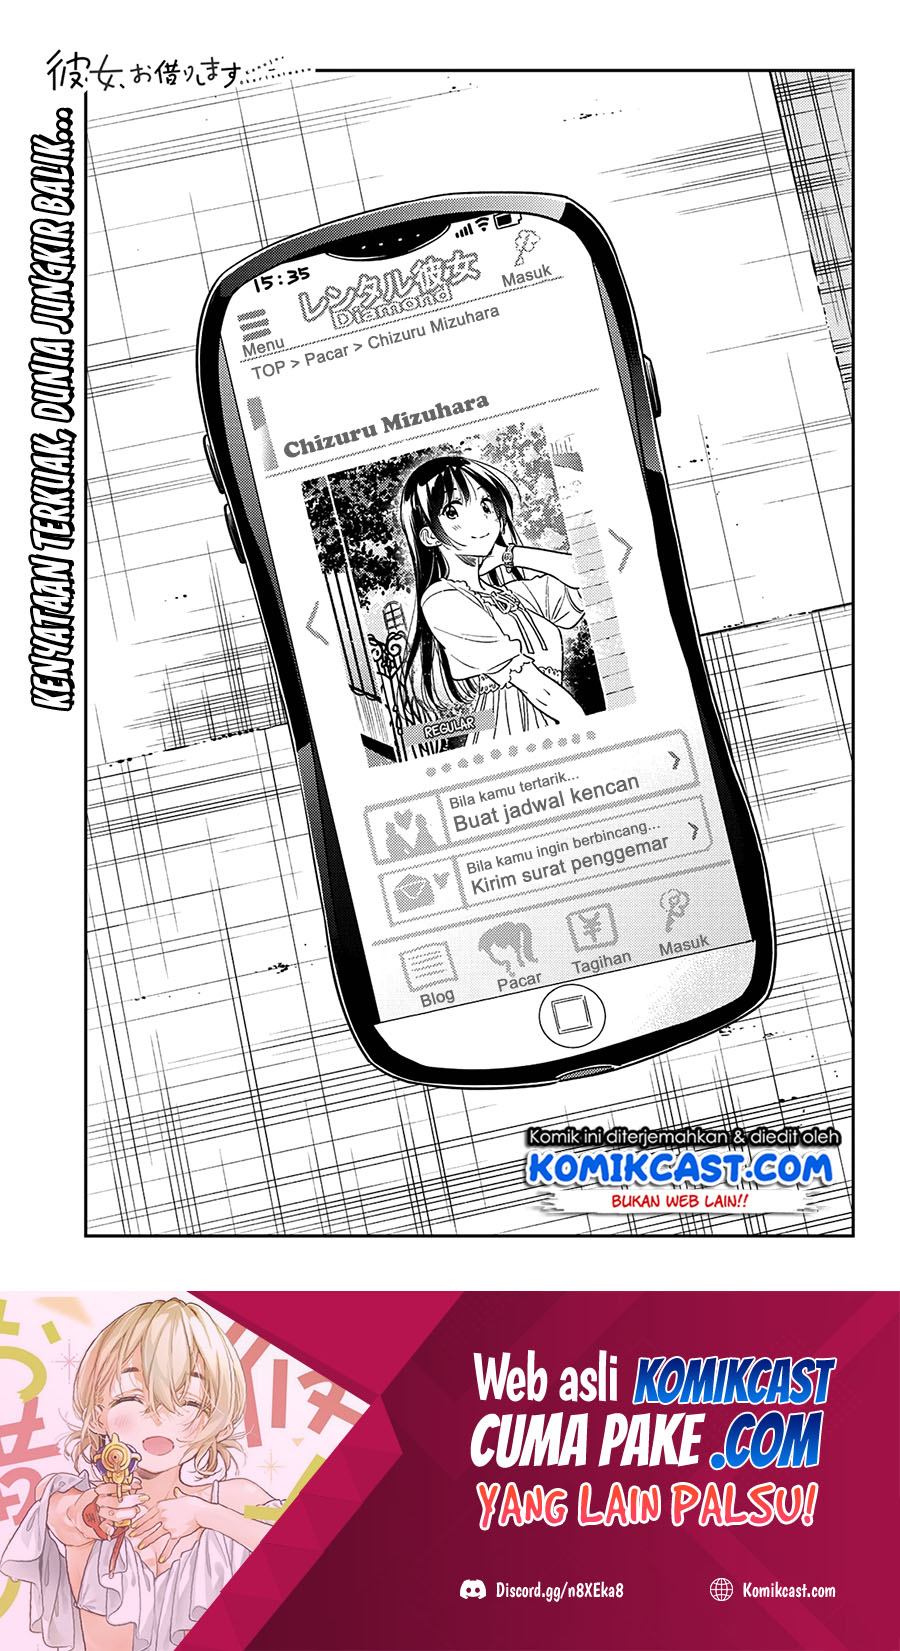 彼女、お借りします
KENYATAAN TERKUAK, DUNIA JUNGKIR BALIK...
15:35
レンタル彼女
Diamond
Masuk
Menu
TOP > Pacar > Chizuru Mizuhara
Chizuru Mizuhara
REGULAR
Bila kamu tertarik...
Buat jadwal kencan
Bila kamu ingin berbincang...
Kirim surat penggemar
Blog
Pacar
Tagihan
Masuk
Komik ini diterjemahkan & diedit oleh
KOMIKCAST.COM
BUKAN WEB LAIN!!
Web asli KOMIKCAST
CUMA PAKE .COM
YANG LAIN PALSU!
Discord.gg/n8XEka8
Komikcast.com